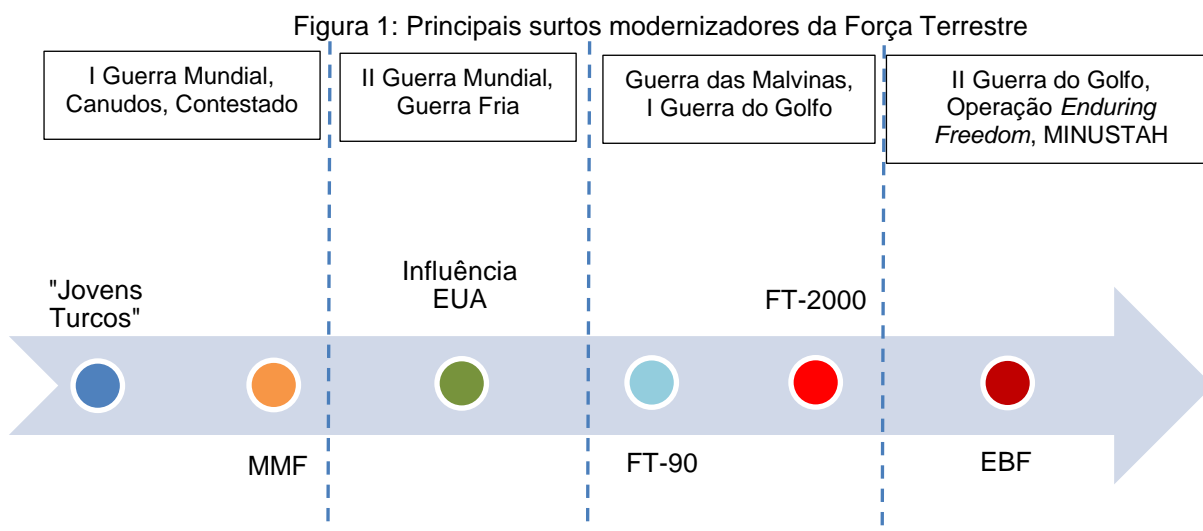 Figura 1: Principais surtos modernizadores da Força Terrestre
I Guerra Mundial,
Canudos, Contestado
II Guerra Mundial,
Guerra Fria
Guerra das Malvinas,
I Guerra do Golfo
II Guerra do Golfo,
Operação Enduring
Freedom, MINUSTAH
"Jovens
Turcos"
Influência
EUA
FT-2000
MMF
FT-90
EBF